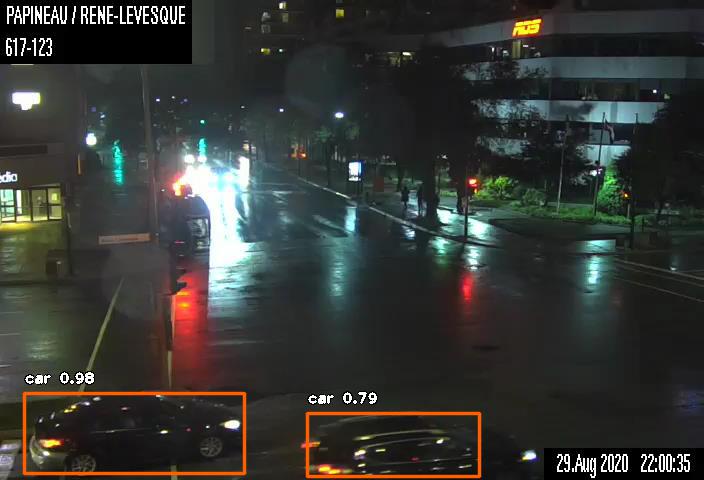 PAPINEAU / RENE-LEVESQUE
617-123
car 0.98
car 0.79
29.Aug 2020 22:00:35